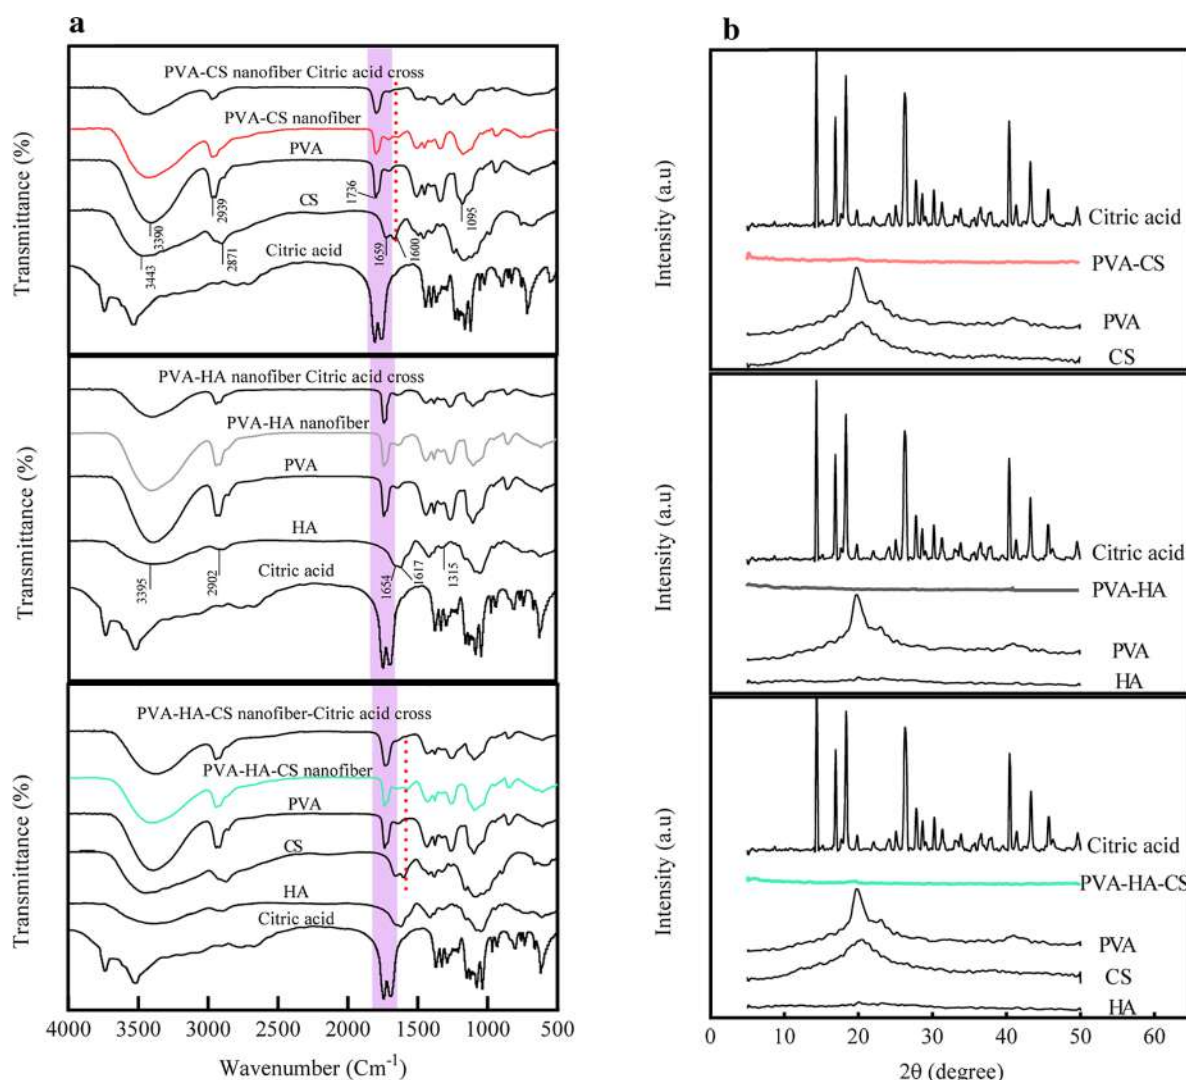 a
Transmittance (%)
PVA-CS nanofiber Citric acid cross
PVA-CS nanofiber
PVA
2939
1736
1095
CS
3390
3443
2871
1659
1600
Citric acid
Transmittance (%)
PVA-HA nanofiber Citric acid cross
PVA-HA nanofiber
PVA
HA
3395
2902
1654
1617
1315
Citric acid
Transmittance (%)
PVA-HA-CS nanofiber-Citric acid cross
PVA-HA-CS nanofiber
PVA
CS
HA
Citric acid
4000 3500 3000 2500 2000 1500 1000 500
Wavenumber (Cm-1)
b
Intensity (a.u)
Citric acid
PVA-CS
PVA
CS
Intensity (a.u)
Citric acid
PVA-HA
PVA
HA
Intensity (a.u)
Citric acid
PVA-HA-CS
PVA
CS
HA
0 10 20 30 40 50 60
2θ (degree)